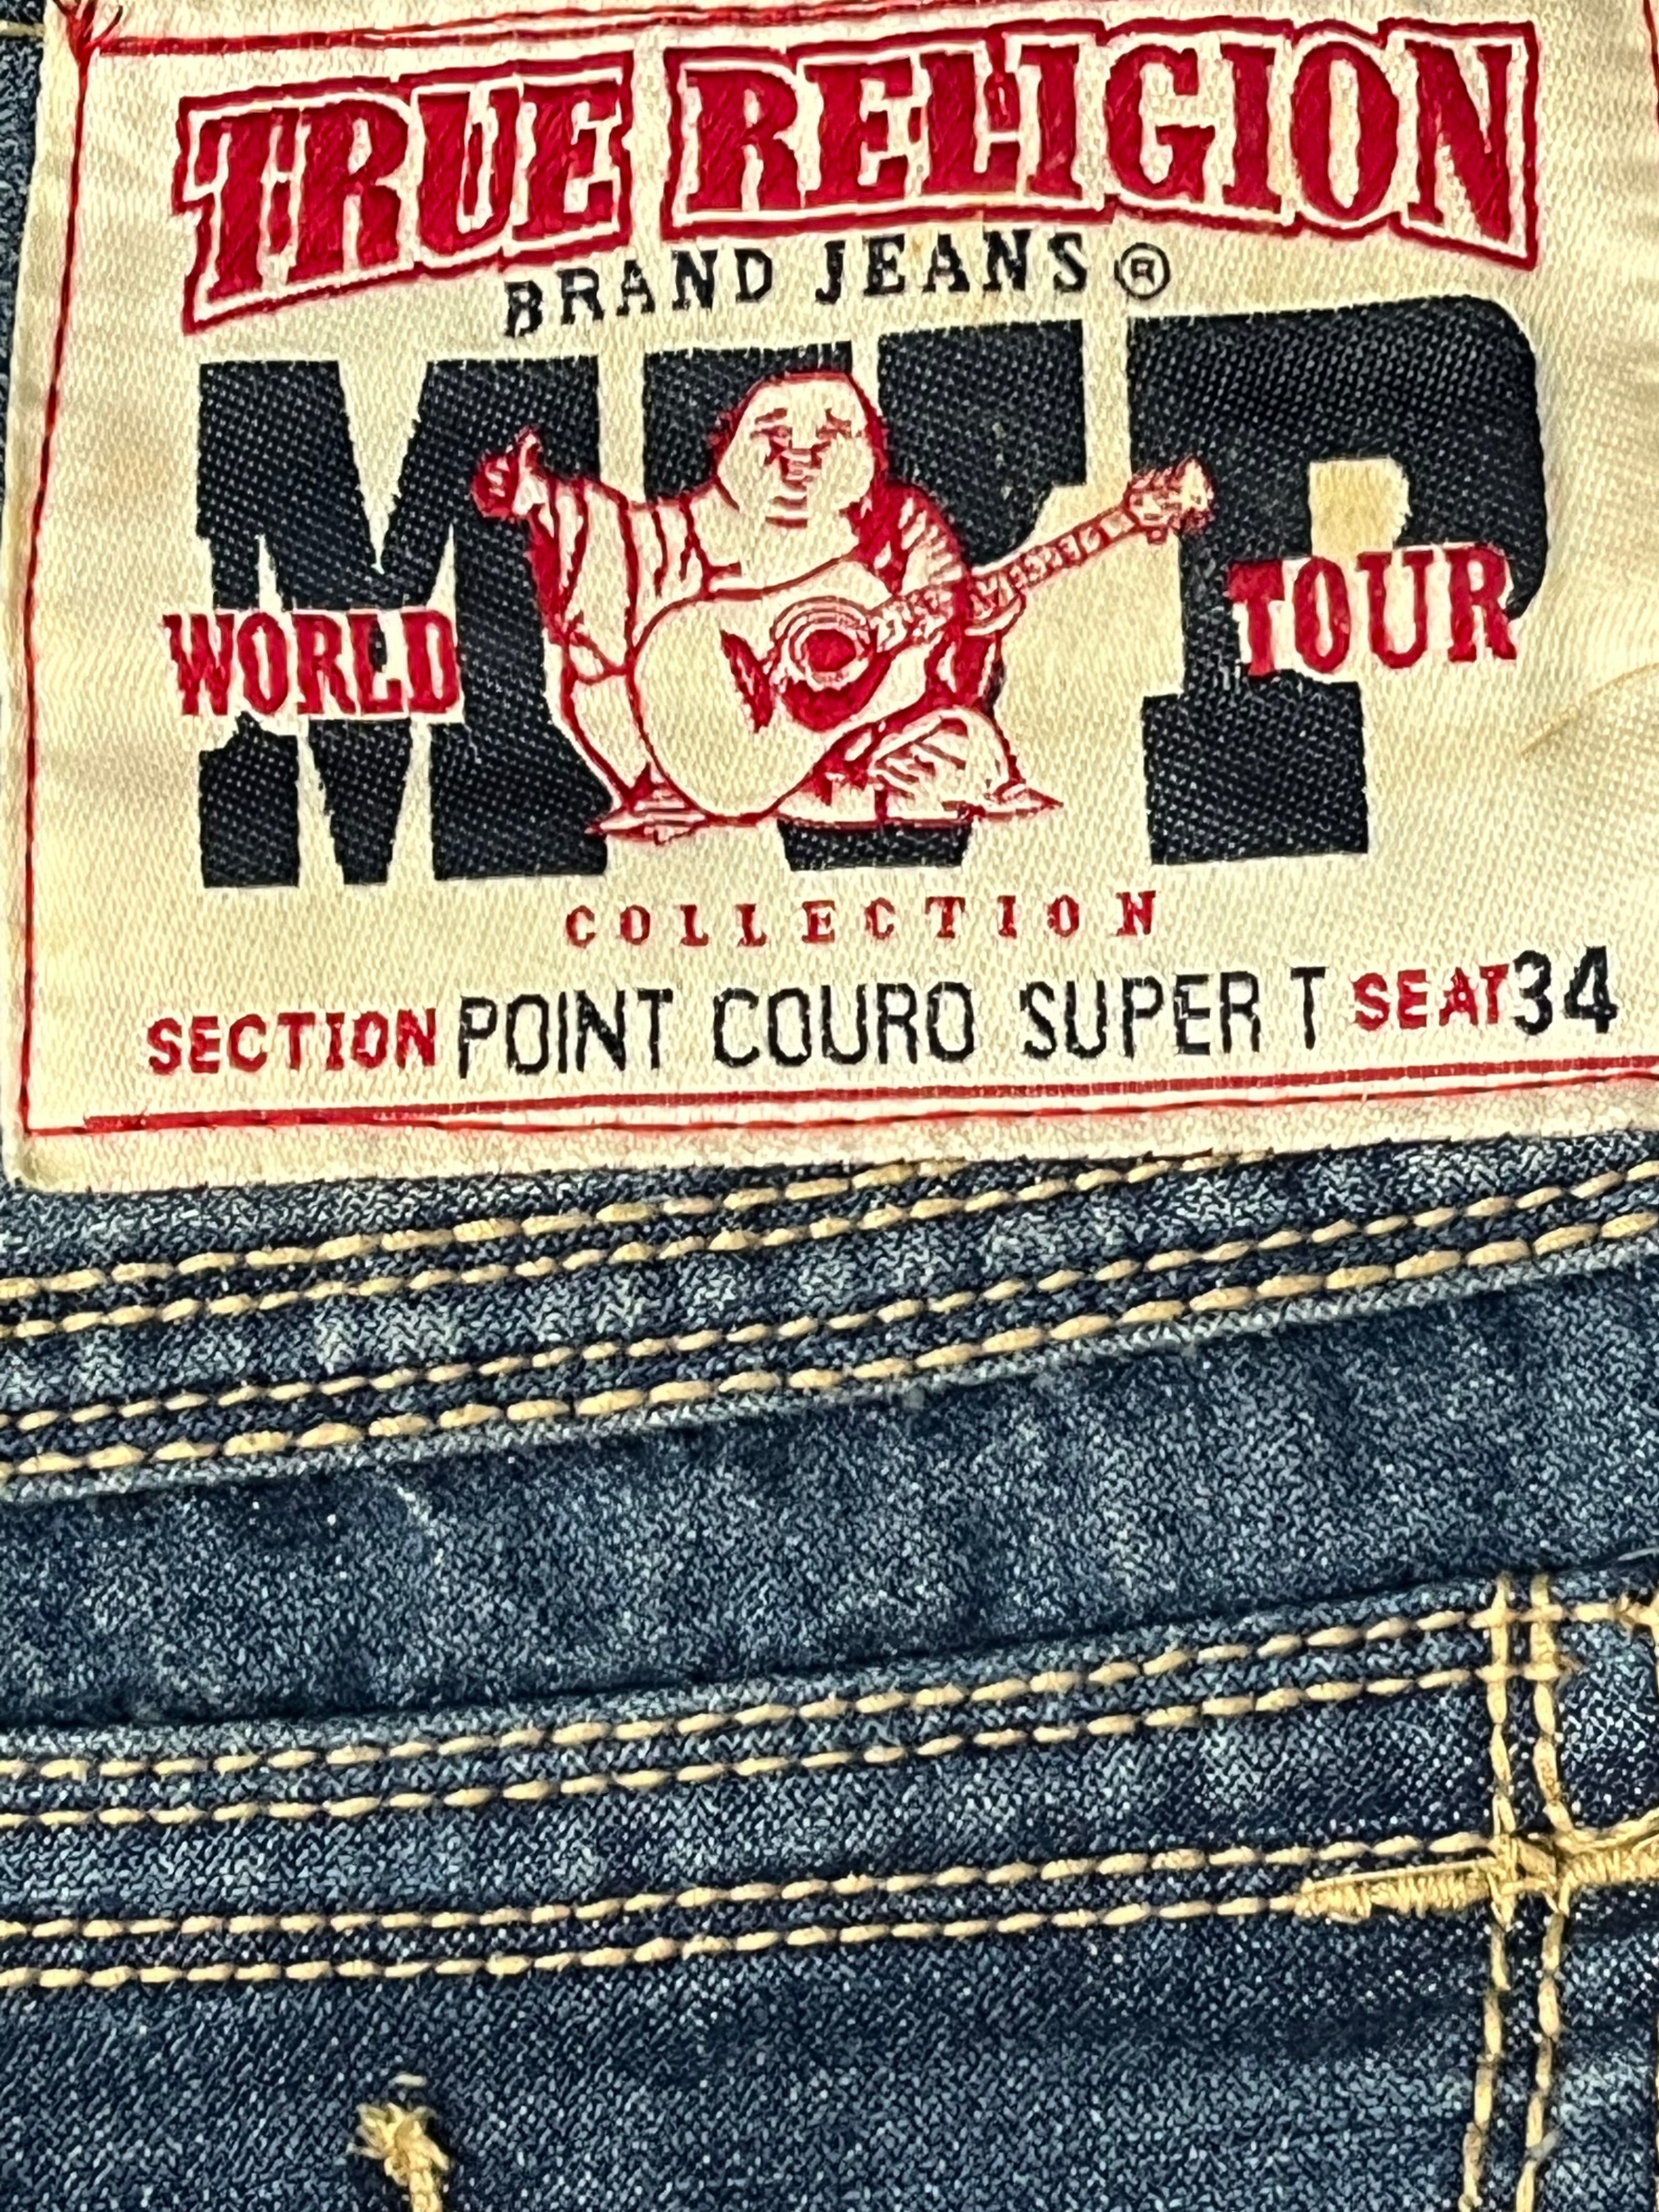 TRUE RELIGION
BRAND JEANS ®
MVP
WORLD TOUR
COLLECTION
SECTION POINT COURO SUPER T SEAT 34